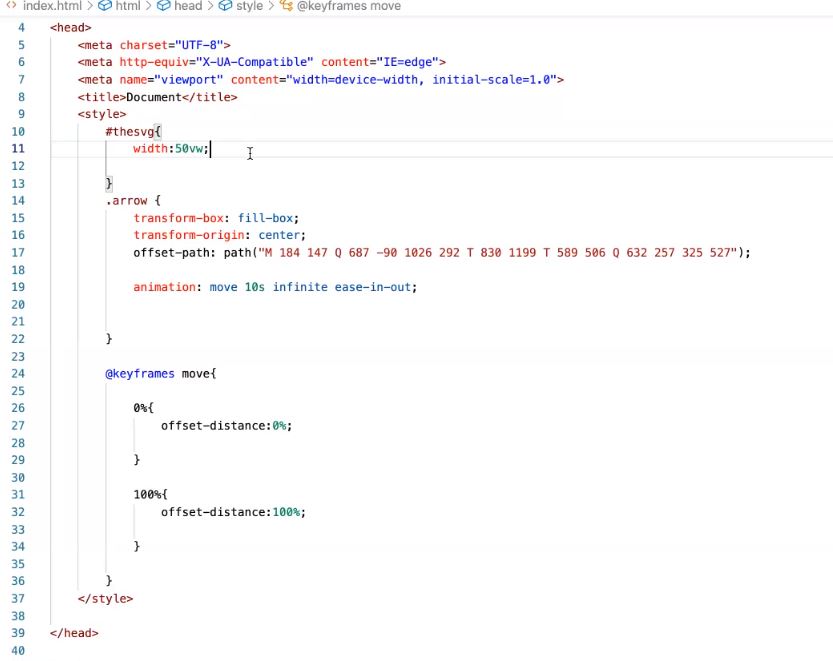 index.html > html > head > style > @keyframes move
4 <head>
5 <meta charset="UTF-8">
6 <meta http-equiv="X-UA-Compatible" content="IE=edge">
7 <meta name="viewport" content="width=device-width, initial-scale=1.0">
8 <title>Document</title>
9 <style>
10 #thesvg{
11 width:50vw;
12
13 }
14 .arrow {
15 transform-box: fill-box;
16 transform-origin: center;
17 offset-path: path("M 184 147 Q 687 -90 1026 292 T 830 1199 T 589 506 Q 632 257 325 527");
18
19 animation: move 10s infinite ease-in-out;
20
21
22 }
23
24 @keyframes move{
25
26 0%{
27 offset-distance:0%;
28
29 }
30
31 100%{
32 offset-distance:100%;
33
34 }
35
36 }
37 </style>
38
39 </head>
40